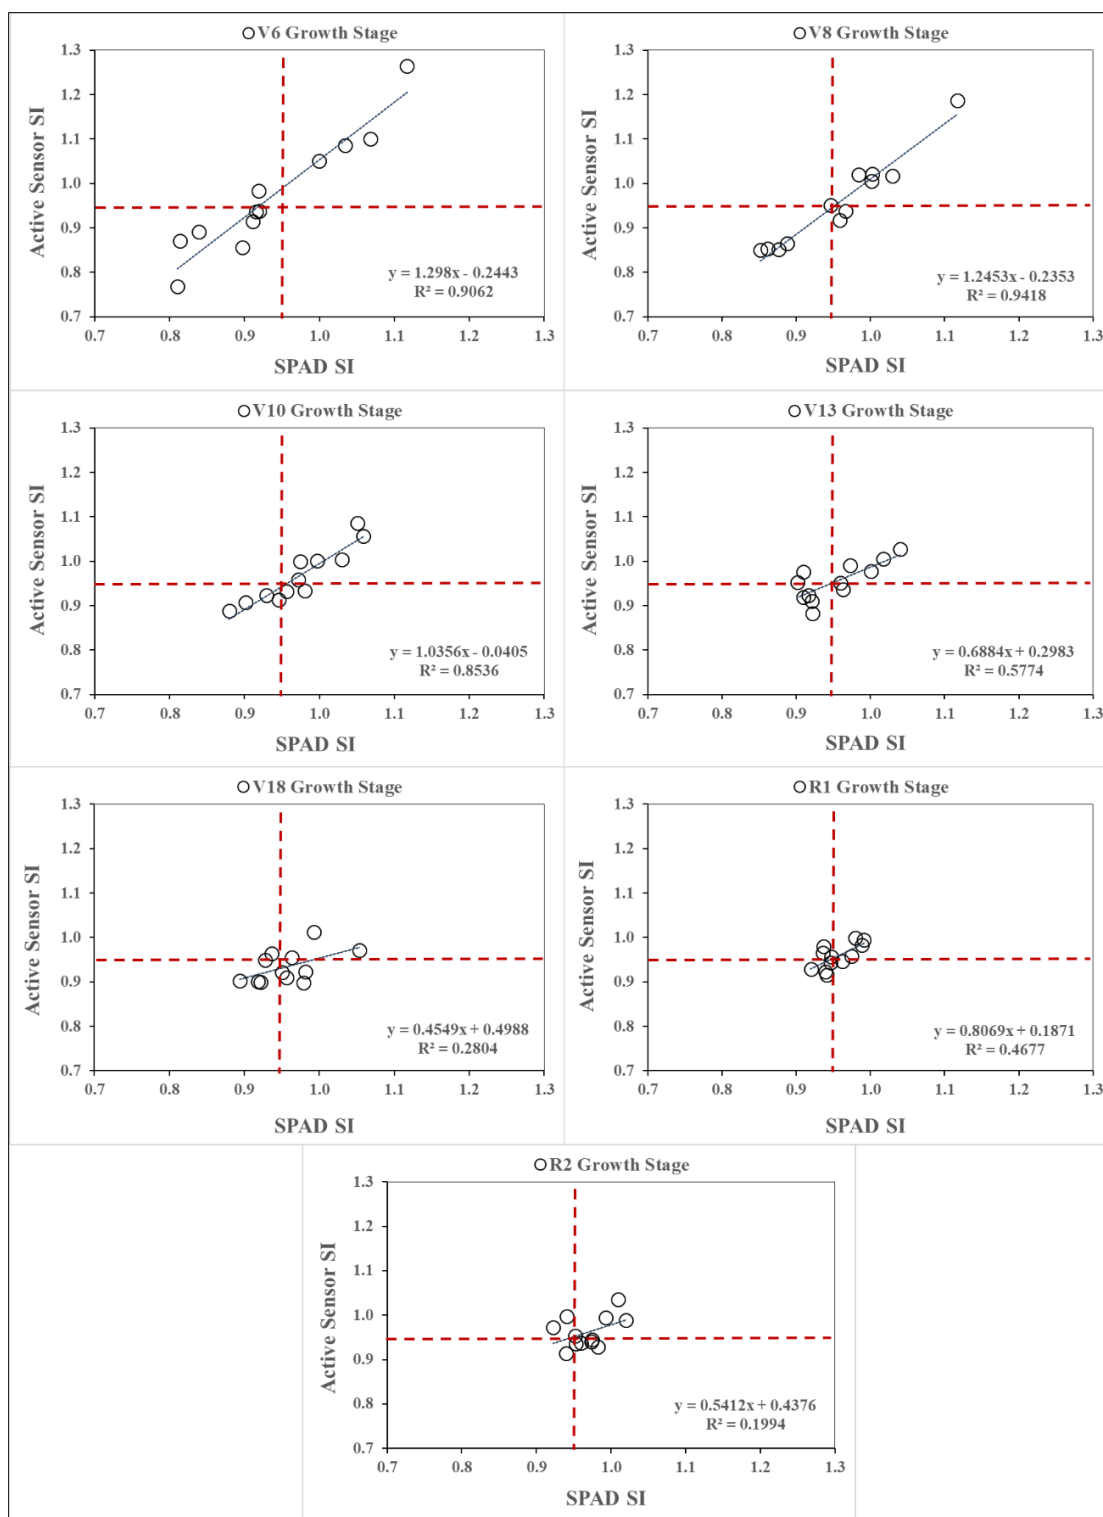 V6 Growth Stage
1.3
1.2
1.1
1.0
0.9
0.8
0.7
Active Sensor SI
y = 1.298x - 0.2443
R² = 0.9062
0.7 0.8 0.9 1.0 1.1 1.2 1.3
SPAD SI
V8 Growth Stage
1.3
1.2
1.1
1.0
0.9
0.8
0.7
Active Sensor SI
y = 1.2453x - 0.2353
R² = 0.9418
0.7 0.8 0.9 1.0 1.1 1.2 1.3
SPAD SI
V10 Growth Stage
1.3
1.2
1.1
1.0
0.9
0.8
0.7
Active Sensor SI
y = 1.0356x - 0.0405
R² = 0.8536
0.7 0.8 0.9 1.0 1.1 1.2 1.3
SPAD SI
V13 Growth Stage
1.3
1.2
1.1
1.0
0.9
0.8
0.7
Active Sensor SI
y = 0.6884x + 0.2983
R² = 0.5774
0.7 0.8 0.9 1.0 1.1 1.2 1.3
SPAD SI
V18 Growth Stage
1.3
1.2
1.1
1.0
0.9
0.8
0.7
Active Sensor SI
y = 0.4549x + 0.4988
R² = 0.2804
0.7 0.8 0.9 1.0 1.1 1.2 1.3
SPAD SI
R1 Growth Stage
1.3
1.2
1.1
1.0
0.9
0.8
0.7
Active Sensor SI
y = 0.8069x + 0.1871
R² = 0.4677
0.7 0.8 0.9 1.0 1.1 1.2 1.3
SPAD SI
R2 Growth Stage
1.3
1.2
1.1
1.0
0.9
0.8
0.7
Active Sensor SI
y = 0.5412x + 0.4376
R² = 0.1994
0.7 0.8 0.9 1.0 1.1 1.2 1.3
SPAD SI